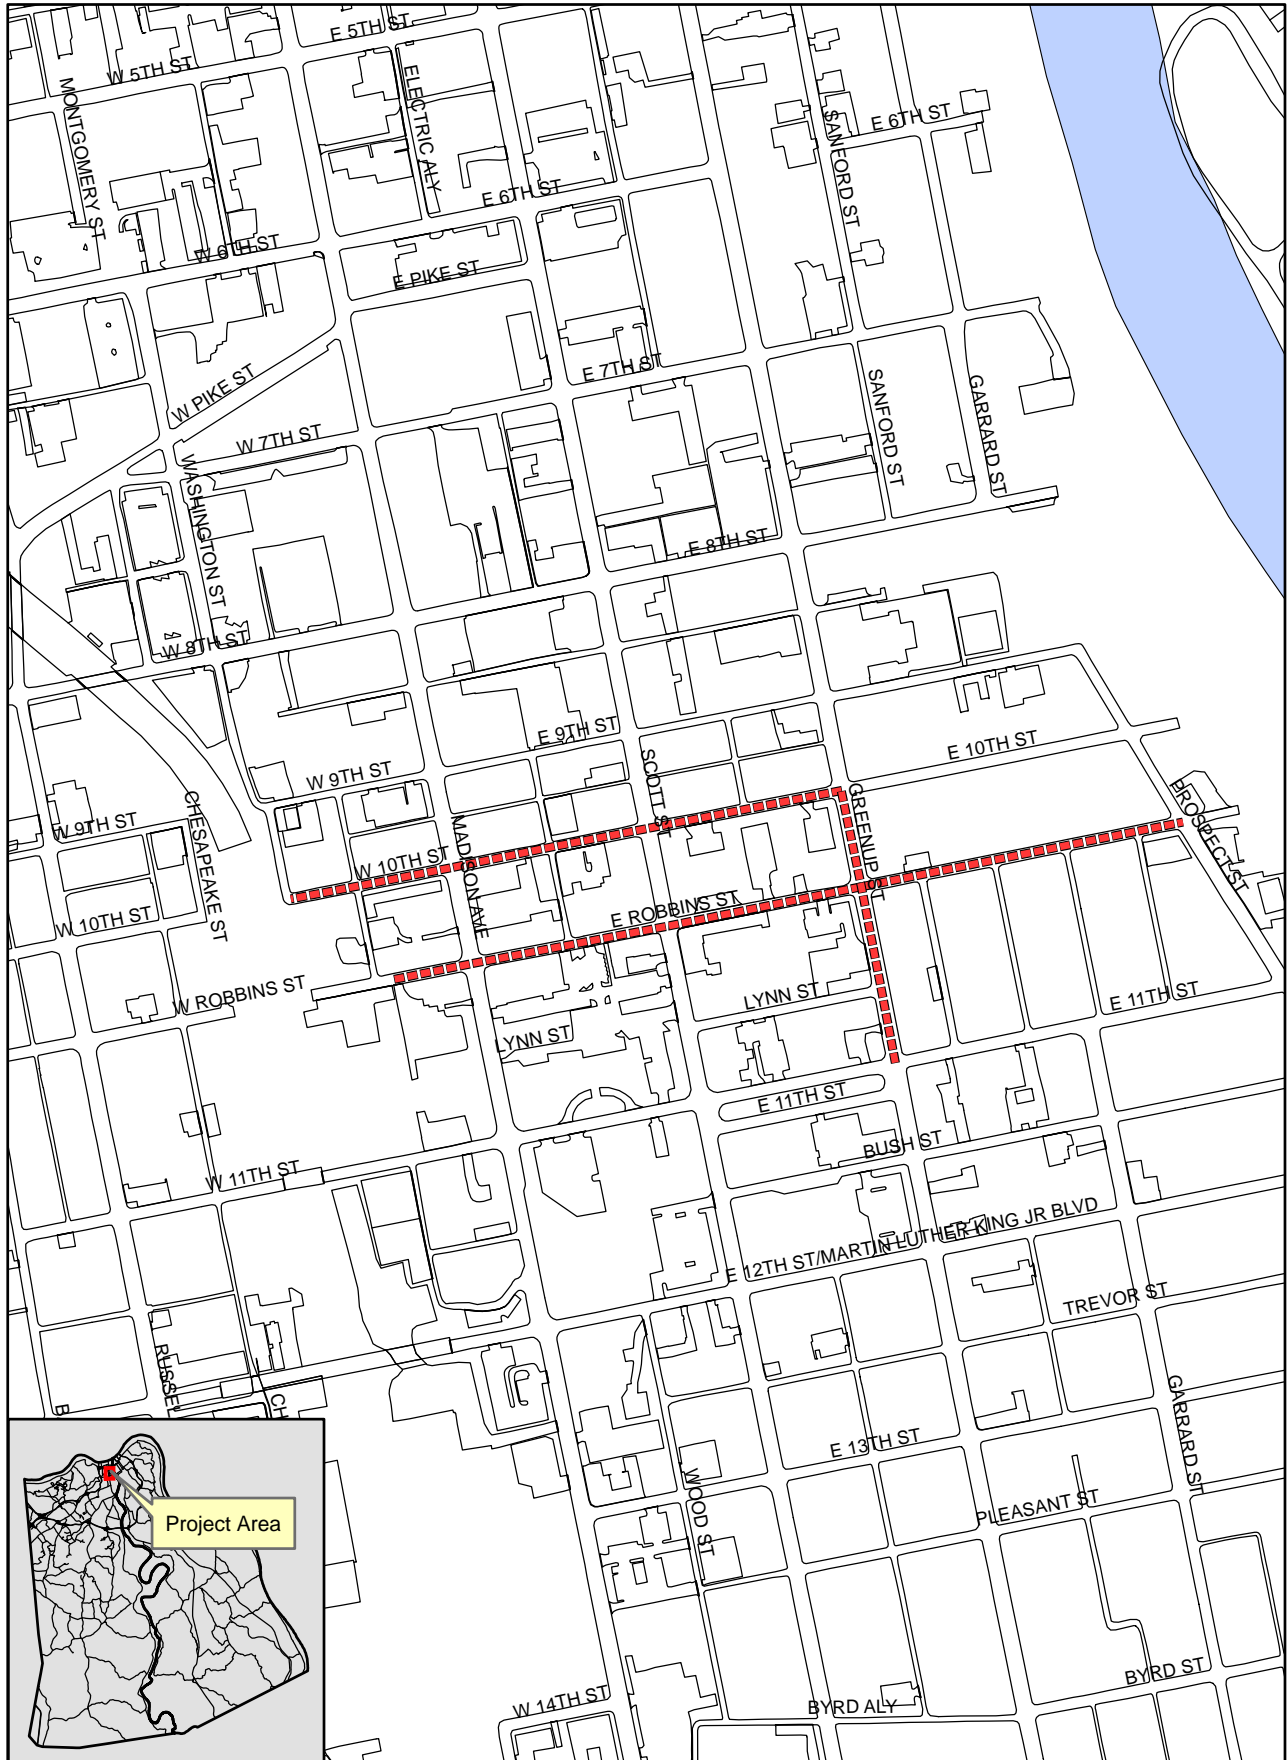 E 5TH ST
W 5TH ST
MONTGOMERY ST
ELECTRIC ALY
SANFORD ST
E 6TH ST
E 6TH ST
W 6TH ST
E PIKE ST
E 7TH ST
W PIKE ST
SANFORD ST
GARRARD ST
W 7TH ST
WASHINGTON ST
E 8TH ST
W 8TH ST
E 9TH ST
E 10TH ST
W 9TH ST
SCOTT ST
GREENUP ST
PROSPECT ST
CHESAPEAKE ST
W 9TH ST
MADISON AVE
W 10TH ST
E ROBBINS ST
W 10TH ST
W ROBBINS ST
LYNN ST
E 11TH ST
LYNN ST
E 11TH ST
BUSH ST
W 11TH ST
E 12TH ST/MARTIN LUTHER KING JR BLVD
TREVOR ST
RUSSE
CH
B
GARRARD ST
E 13TH ST
WOOD ST
PLEASANT ST
Project Area
BYRD ST
W 14TH ST
BYRD ALY